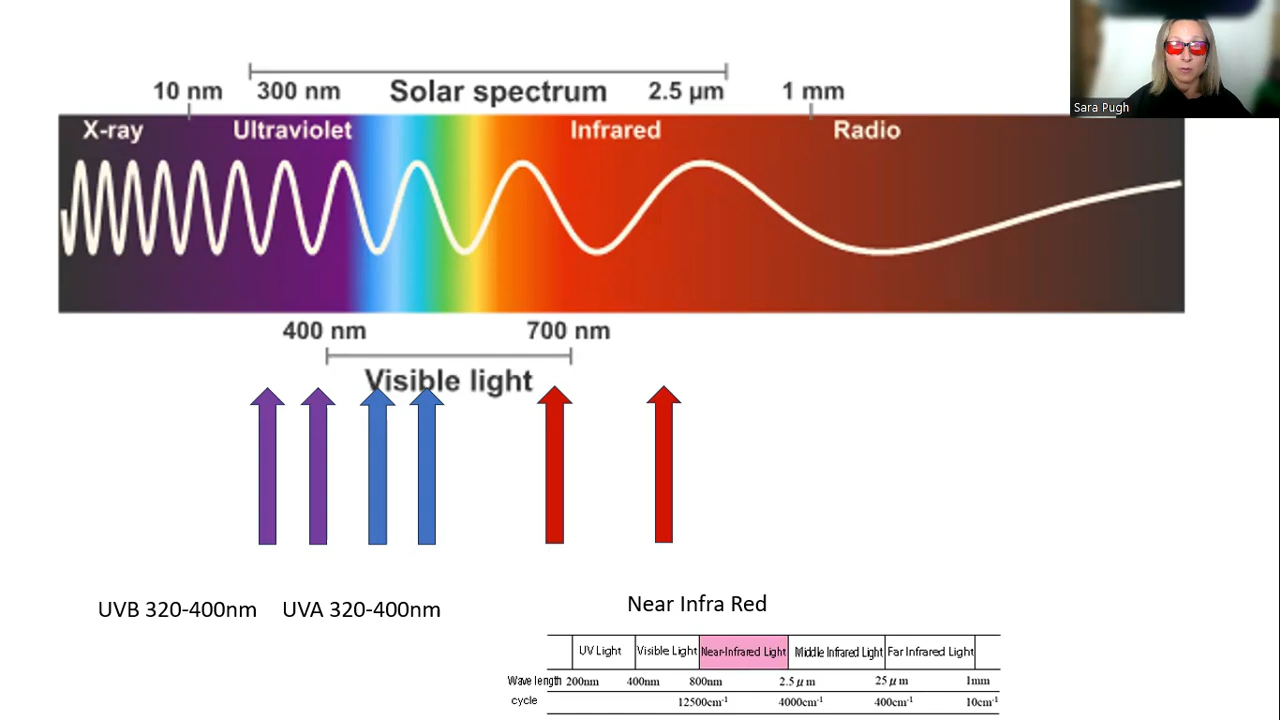 10 nm 300 nm Solar spectrum 2.5 µm 1 mm
Sara Pugh
X-ray Ultraviolet Infrared Radio
400 nm 700 nm
Visible light
UVB 320-400nm UVA 320-400nm
Near Infra Red
UV Light Visible Light Near-Infrared Light Middle Infrared Light Far Infrared Light
Wave length 200nm 400nm 800nm 2.5 μ m 25 μ m 1mm
cycle 12500cm⁻¹ 4000cm⁻¹ 400cm⁻¹ 10cm⁻¹